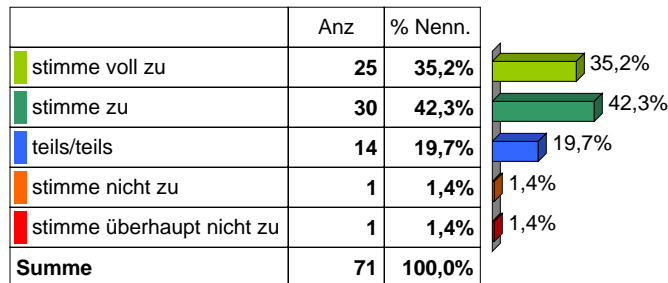 Anz % Nenn.
stimme voll zu 25 35,2% 35,2%
stimme zu 30 42,3% 42,3%
teils/teils 14 19,7% 19,7%
stimme nicht zu 1 1,4% 1,4%
stimme überhaupt nicht zu 1 1,4% 1,4%
Summe 71 100,0%